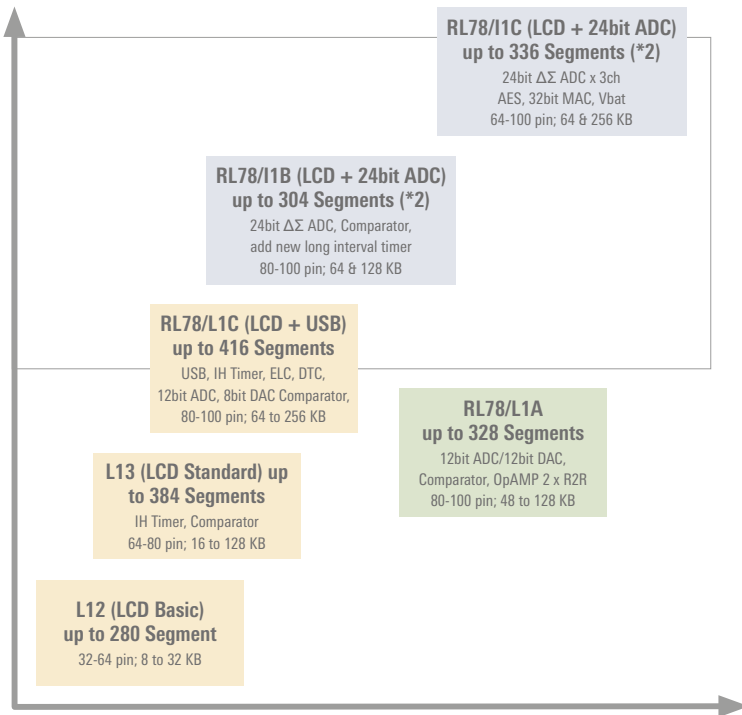 RL78/I1C (LCD + 24bit ADC)
up to 336 Segments (*2)
24bit ΔΣ ADC x 3ch
AES, 32bit MAC, Vbat
64-100 pin; 64 & 256 KB
RL78/I1B (LCD + 24bit ADC)
up to 304 Segments (*2)
24bit ΔΣ ADC, Comparator,
add new long interval timer
80-100 pin; 64 & 128 KB
RL78/L1C (LCD + USB)
up to 416 Segments
USB, IH Timer, ELC, DTC,
12bit ADC, 8bit DAC Comparator,
80-100 pin; 64 to 256 KB
RL78/L1A
up to 328 Segments
12bit ADC/12bit DAC,
Comparator, OpAMP 2 x R2R
80-100 pin; 48 to 128 KB
L13 (LCD Standard) up
to 384 Segments
IH Timer, Comparator
64-80 pin; 16 to 128 KB
L12 (LCD Basic)
up to 280 Segment
32-64 pin; 8 to 32 KB